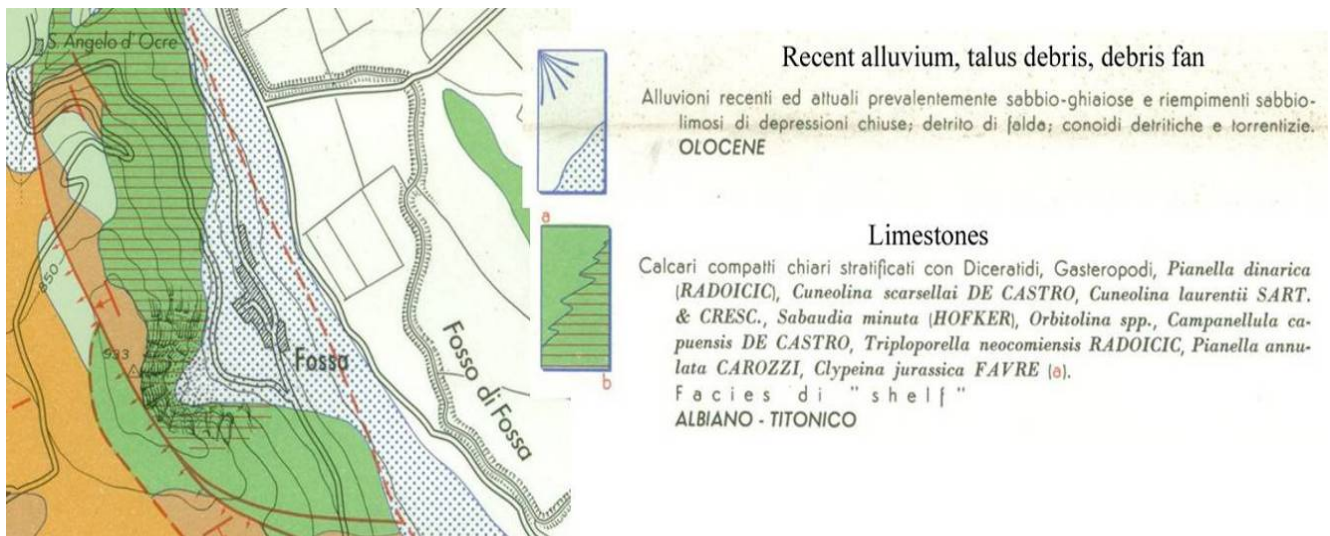 S. Angelo d'Ocre
850
933
Fossa
Fosso di Fossa
Recent alluvium, talus debris, debris fan
Alluvioni recenti ed attuali prevalentemente sabbio-ghiaiose e riempimenti sabbio-
limosi di depressioni chiuse; detrito di falda; conoidi detritiche e torrentizie.
OLOCENE
a
Limestones
Calcari compatti chiari stratificati con Diceratidi, Gasteropodi, Pianella dinarica
(RADOICIC), Cuneolina scarsellai DE CASTRO, Cuneolina laurentii SART.
& CRESC., Sabaudia minuta (HOFKER), Orbitolina spp., Campanellula ca-
puensis DE CASTRO, Triploporella neocomiensis RADOICIC, Pianella annu-
lata CAROZZI, Clypeina jurassica FAVRE (a).
Facies di "shelf"
ALBIANO - TITONICO
b